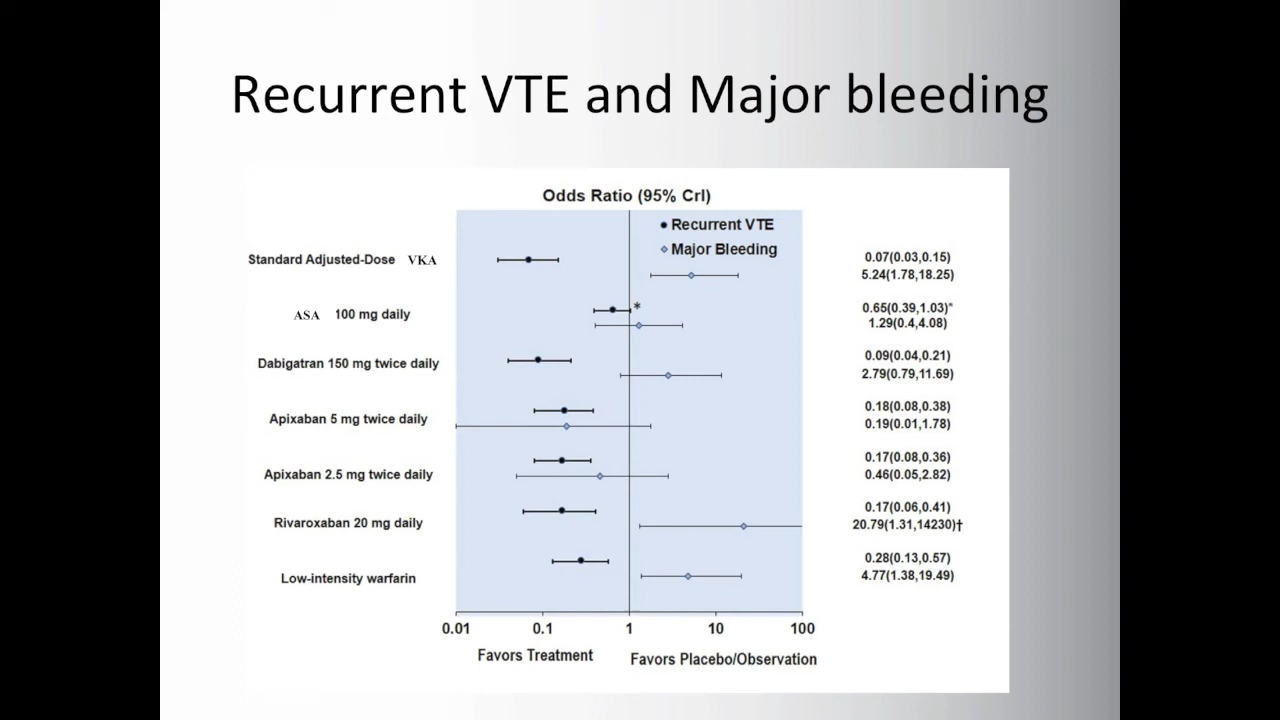 Recurrent VTE and Major bleeding
Odds Ratio (95% CrI)
Recurrent VTE
Major Bleeding
Standard Adjusted-Dose VKA
0.07(0.03,0.15)
5.24(1.78,18.25)
ASA 100 mg daily
*
0.65(0.39,1.03)*
1.29(0.4,4.08)
Dabigatran 150 mg twice daily
0.09(0.04,0.21)
2.79(0.79,11.69)
Apixaban 5 mg twice daily
0.18(0.08,0.38)
0.19(0.01,1.78)
Apixaban 2.5 mg twice daily
0.17(0.08,0.36)
0.46(0.05,2.82)
Rivaroxaban 20 mg daily
0.17(0.06,0.41)
20.79(1.31,14230)†
Low-intensity warfarin
0.28(0.13,0.57)
4.77(1.38,19.49)
0.01 0.1 1 10 100
Favors Treatment Favors Placebo/Observation